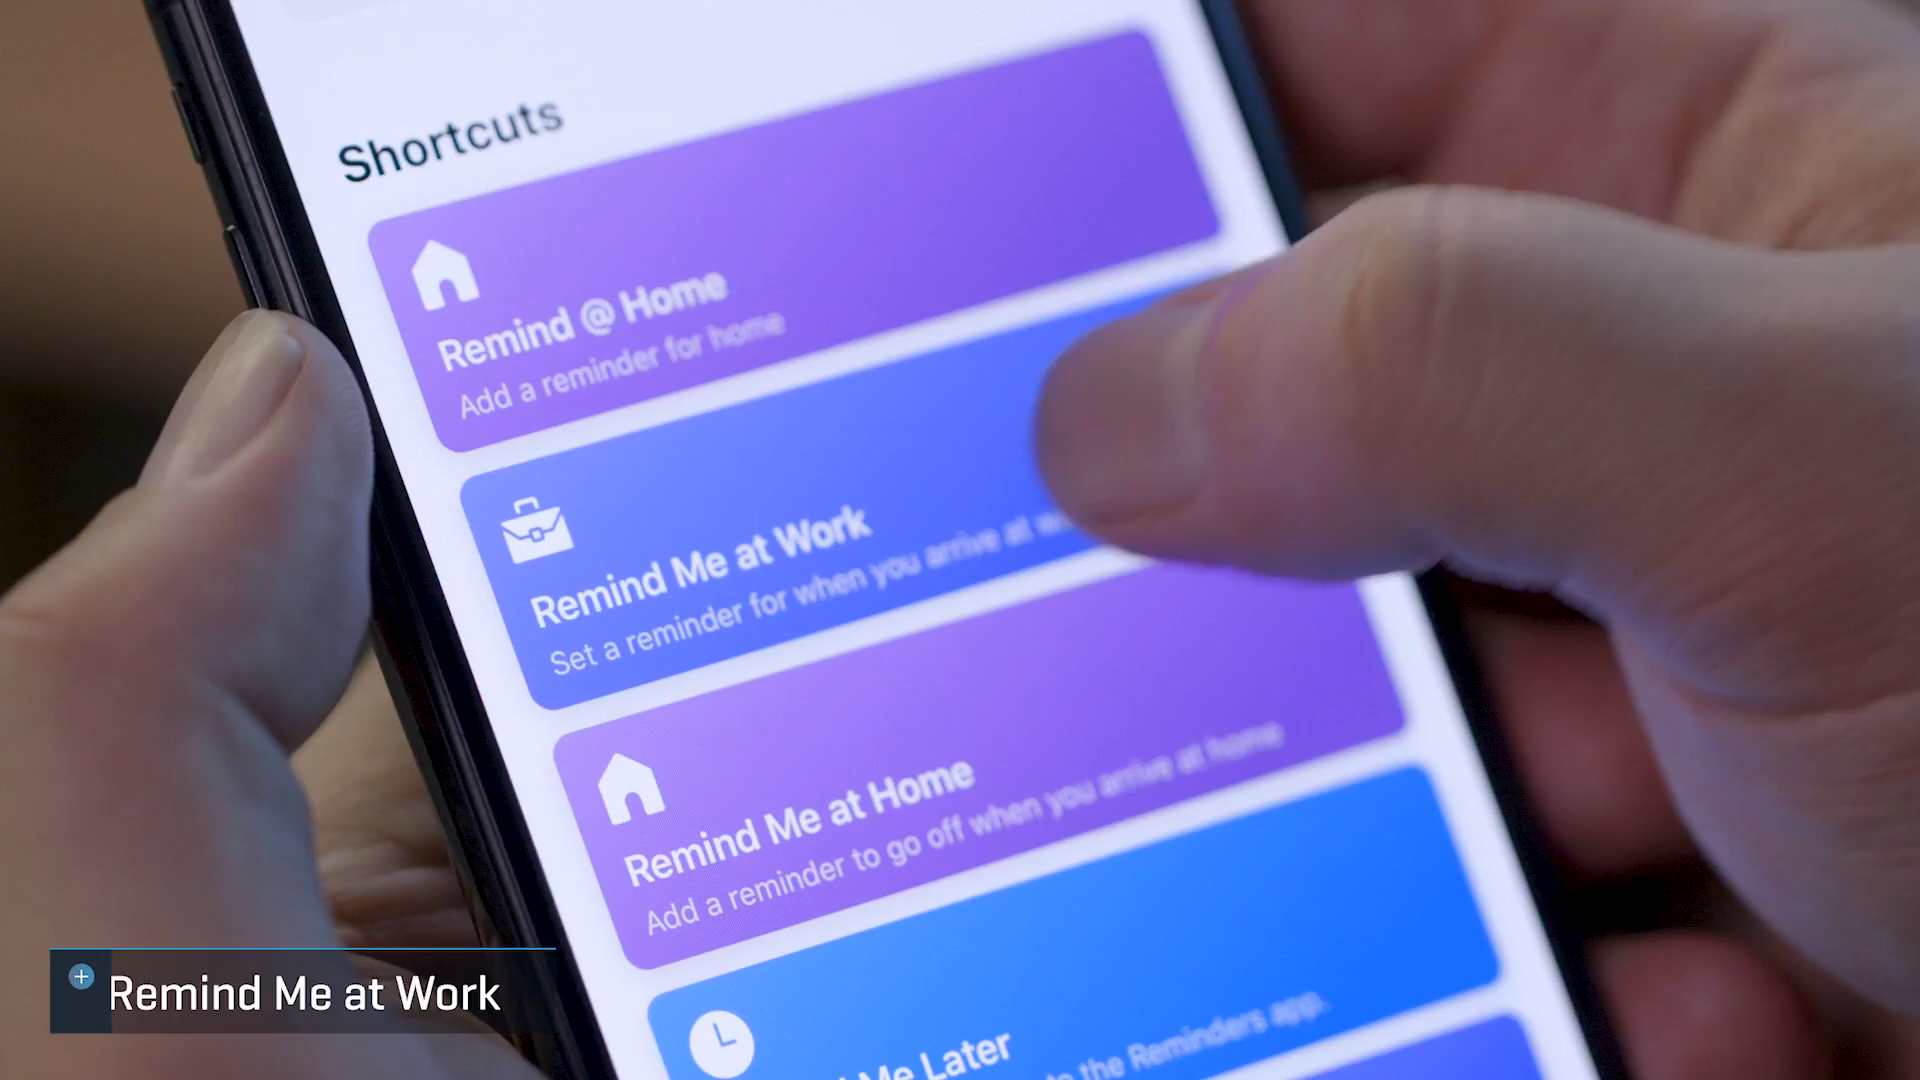 Shortcuts
Remind @ Home
Add a reminder for home
Remind Me at Work
Set a reminder for when you arrive at
Remind Me at Home
Add a reminder to go off when you arrive at home
Me Later
the Reminders app.
Remind Me at Work